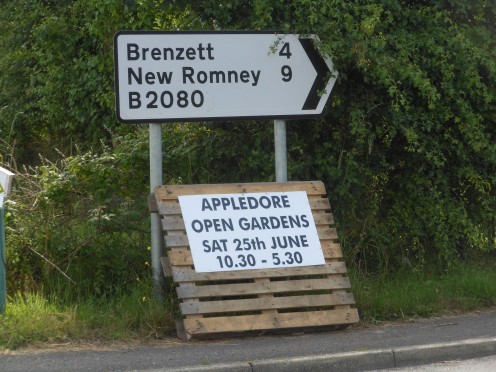 Brenzett 4
New Romney 9
B2080
APPLEDORE
OPEN GARDENS
SAT 25th JUNE
10.30 - 5.30